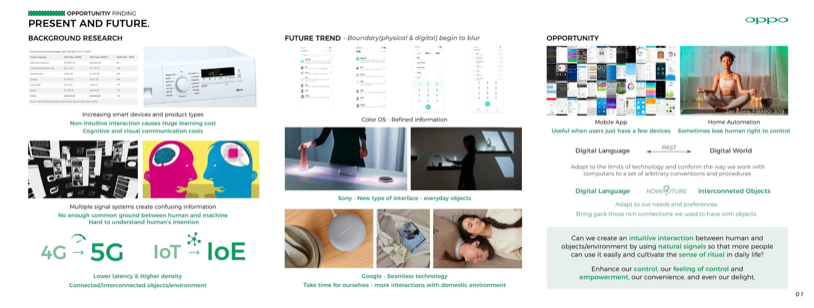 OPPORTUNITIY FINDING
PRESENT AND FUTURE.
oppo
BACKGROUND RESEARCH
Increasing smart devices and product types
Non-intuitive interaction causes Huge learning cost
Cognitive and visual communication costs
Multiple signal systems create confusing information
No enough common ground between human and machine
Hard to understand human's intention
4G → 5G IoT → IoE
Lower latency & Higher density
Connected/interconnected objects/environment
FUTURE TREND - Boundary(physical & digital) begin to blur
Color OS - Refined information
Sony - New type of interface - everyday objects
Google - Seamless technology
Take time for ourselves - more interactions with domestic environment
OPPORTUNITY
Mobile App
Useful when users just have a few devices
Home Automation
Sometimes lose human right to control
Digital Language PAST Digital World
Adapt to the limits of technology and conform the way we work with
computers to a set of arbitrary conventions and procedures
Digital Language NOW/FUTURE Interconneted Objects
Adapt to our needs and preferences
Bring gack those rich connections we used to have with objects
Can we create an intuitive interaction between human and
objects/environment by using natural signals so that more people
can use it easily and cultivate the sense of ritual in daily life?
Enhance our control, our feeling of control and
empowerment, our convenience, and even our delight.
01